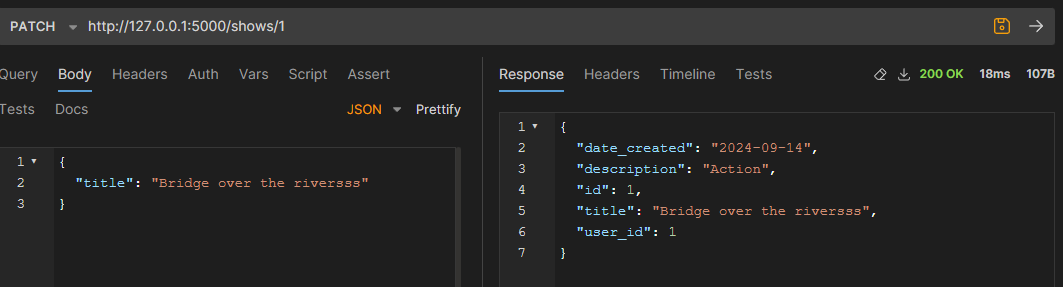 PATCH http://127.0.0.1:5000/shows/1
Query Body Headers Auth Vars Script Assert
Tests Docs
JSON Prettify
1 {
2 "title": "Bridge over the riversss"
3 }
Response Headers Timeline Tests 200 OK 18ms 107B
1 {
2 "date_created": "2024-09-14",
3 "description": "Action",
4 "id": 1,
5 "title": "Bridge over the riversss",
6 "user_id": 1
7 }